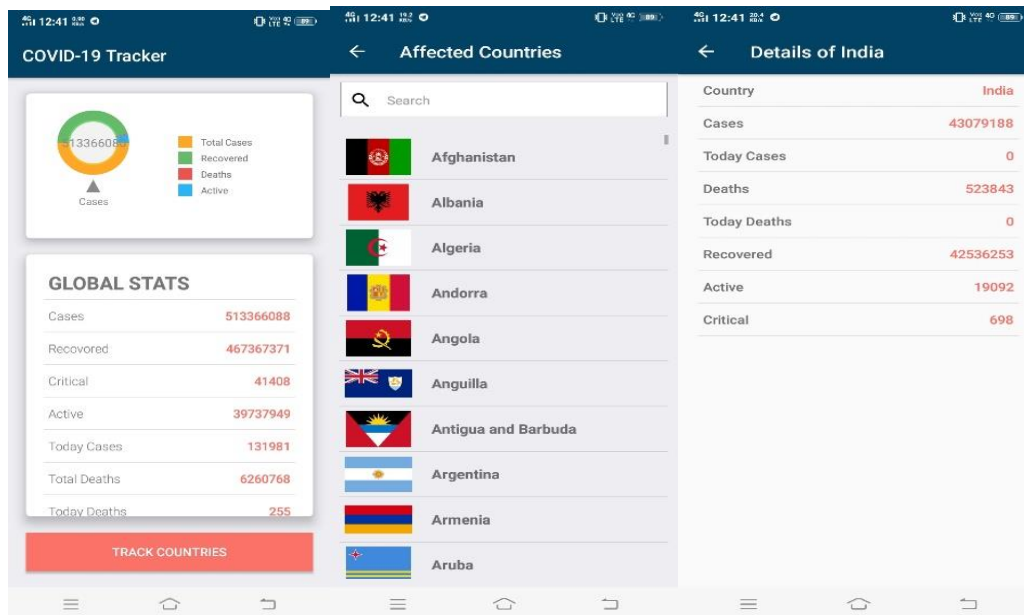 12:41
COVID-19 Tracker
513366088
Cases
Total Cases
Recovered
Deaths
Active
GLOBAL STATS
Cases 513366088
Recovored 467367371
Critical 41408
Active 39737949
Today Cases 131981
Total Deaths 6260768
Today Deaths 255
TRACK COUNTRIES
12:41
Affected Countries
Search
Afghanistan
Albania
Algeria
Andorra
Angola
Anguilla
Antigua and Barbuda
Argentina
Armenia
Aruba
12:41
Details of India
Country India
Cases 43079188
Today Cases 0
Deaths 523843
Today Deaths 0
Recovered 42536253
Active 19092
Critical 698